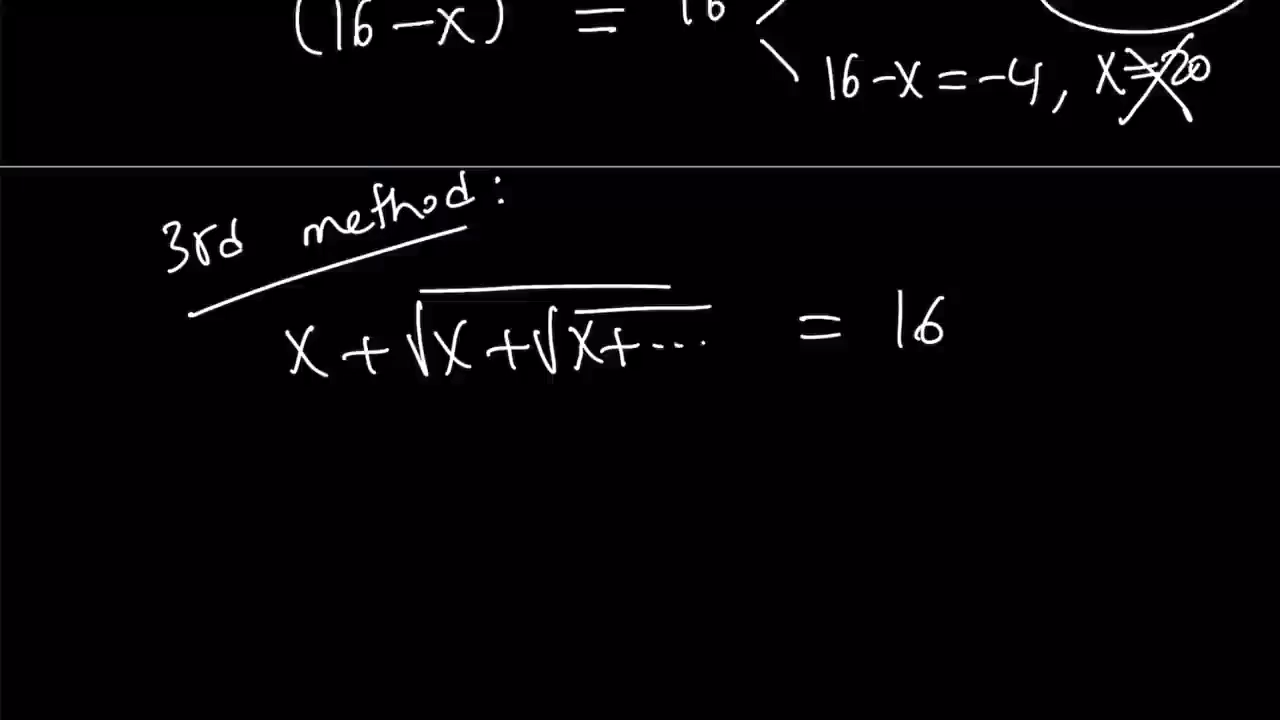 (16-x) = 16
16-x=-4, x=20
3rd method:
x+√x+√x+... = 16